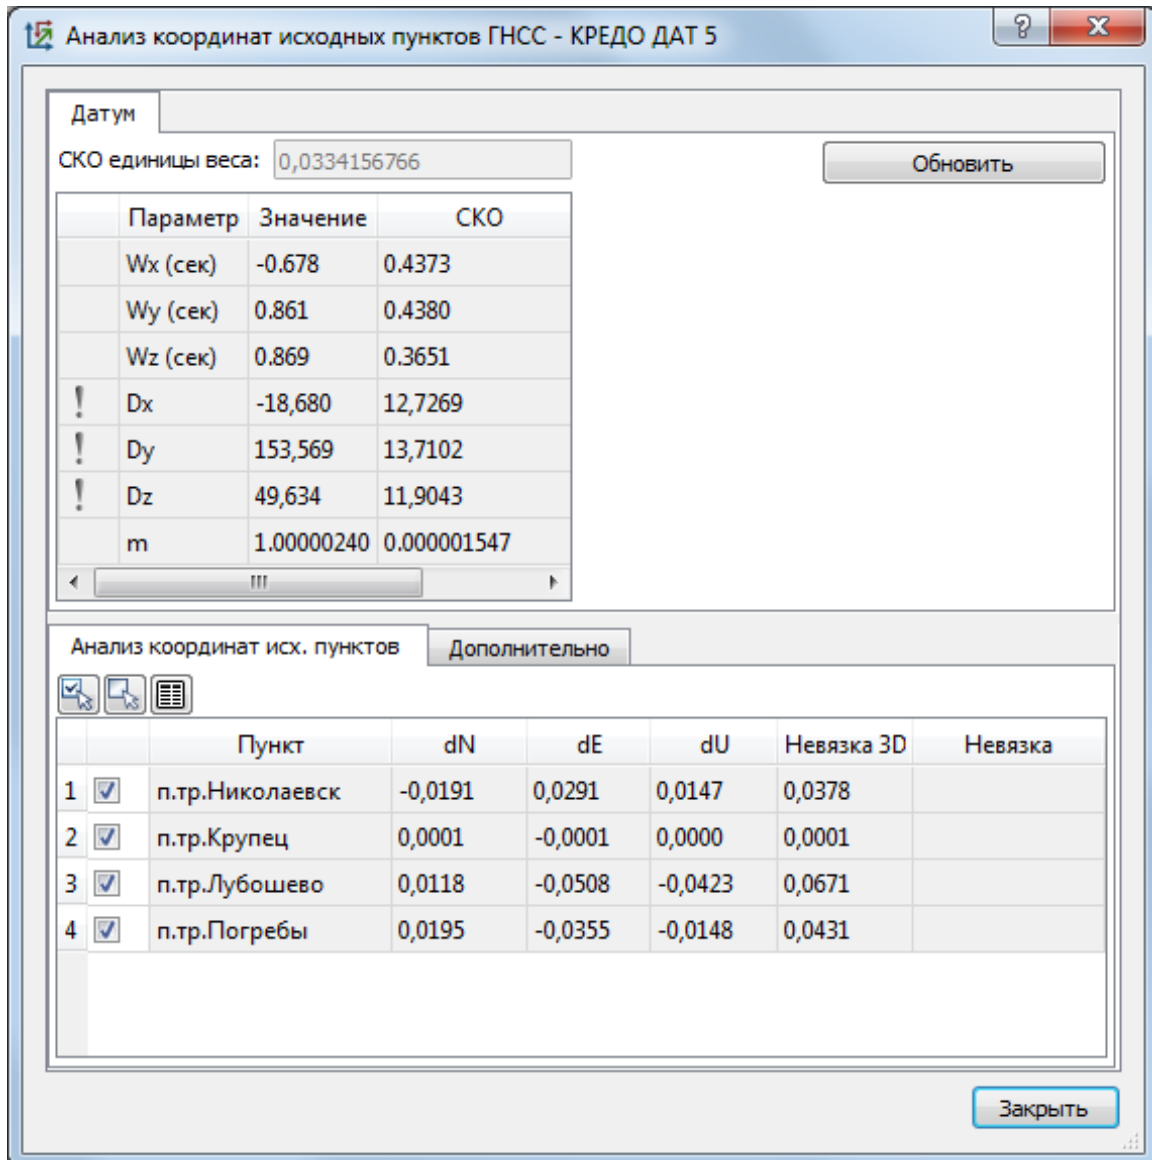 Анализ координат исходных пунктов ГНСС - КРЕДО ДАТ 5
Датум
СКО единицы веса: 0,0334156766 Обновить
Параметр Значение СКО
Wx (сек) -0.678 0.4373
Wy (сек) 0.861 0.4380
Wz (сек) 0.869 0.3651
! Dx -18,680 12,7269
! Dy 153,569 13,7102
! Dz 49,634 11,9043
m 1.00000240 0.000001547
Анализ координат исх. пунктов Дополнительно
Пункт dN dE dU Невязка 3D Невязка
1 п.тр.Николаевск -0,0191 0,0291 0,0147 0,0378
2 п.тр.Крупец 0,0001 -0,0001 0,0000 0,0001
3 п.тр.Лубошево 0,0118 -0,0508 -0,0423 0,0671
4 п.тр.Погребы 0,0195 -0,0355 -0,0148 0,0431
Закрыть